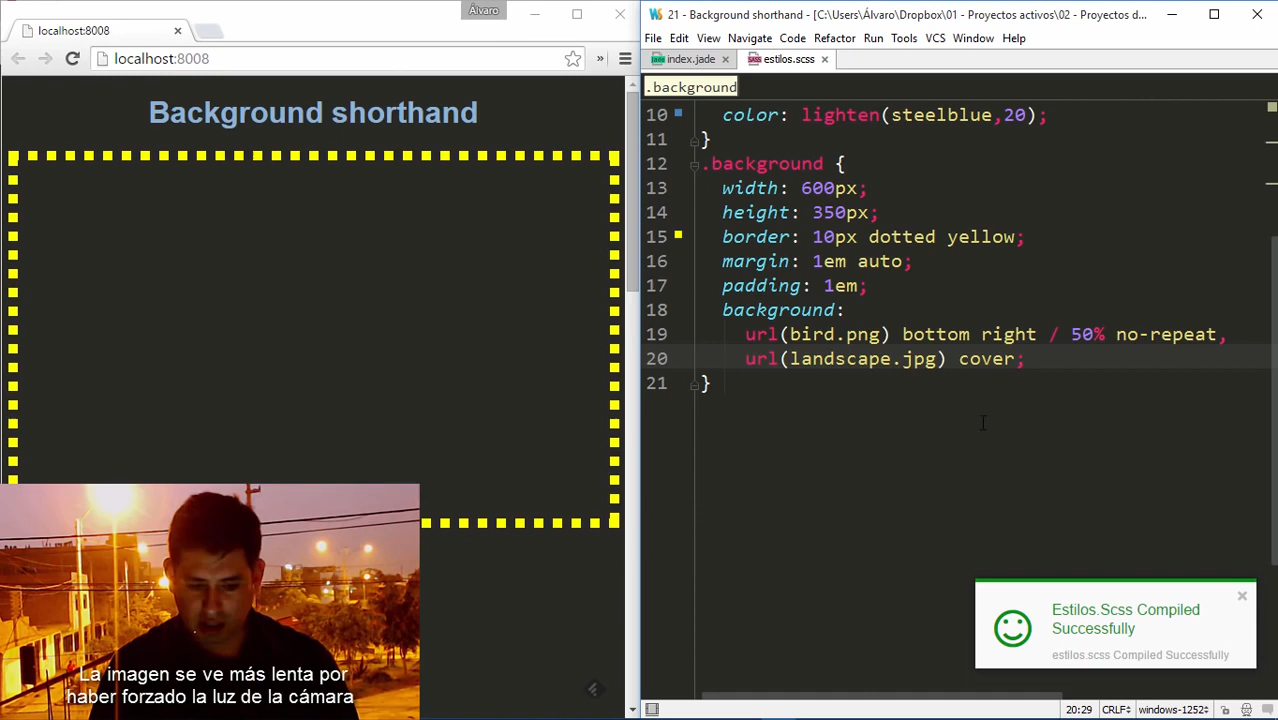 Álvaro
localhost:8008
localhost:8008
Background shorthand
La imagen se ve más lenta por
haber forzado la luz de la cámara
21 - Background shorthand - [C:\Users\Álvaro\Dropbox\01 - Proyectos activos\02 - Proyectos d...
File Edit View Navigate Code Refactor Run Tools VCS Window Help
index.jade estilos.scss
.background
10 color: lighten(steelblue,20);
11 }
12 .background {
13 width: 600px;
14 height: 350px;
15 border: 10px dotted yellow;
16 margin: 1em auto;
17 padding: 1em;
18 background:
19 url(bird.png) bottom right / 50% no-repeat,
20 url(landscape.jpg) cover;
21 }
Estilos.Scss Compiled
Successfully
estilos.scss Compiled Successfully
20:29 CRLF windows-1252